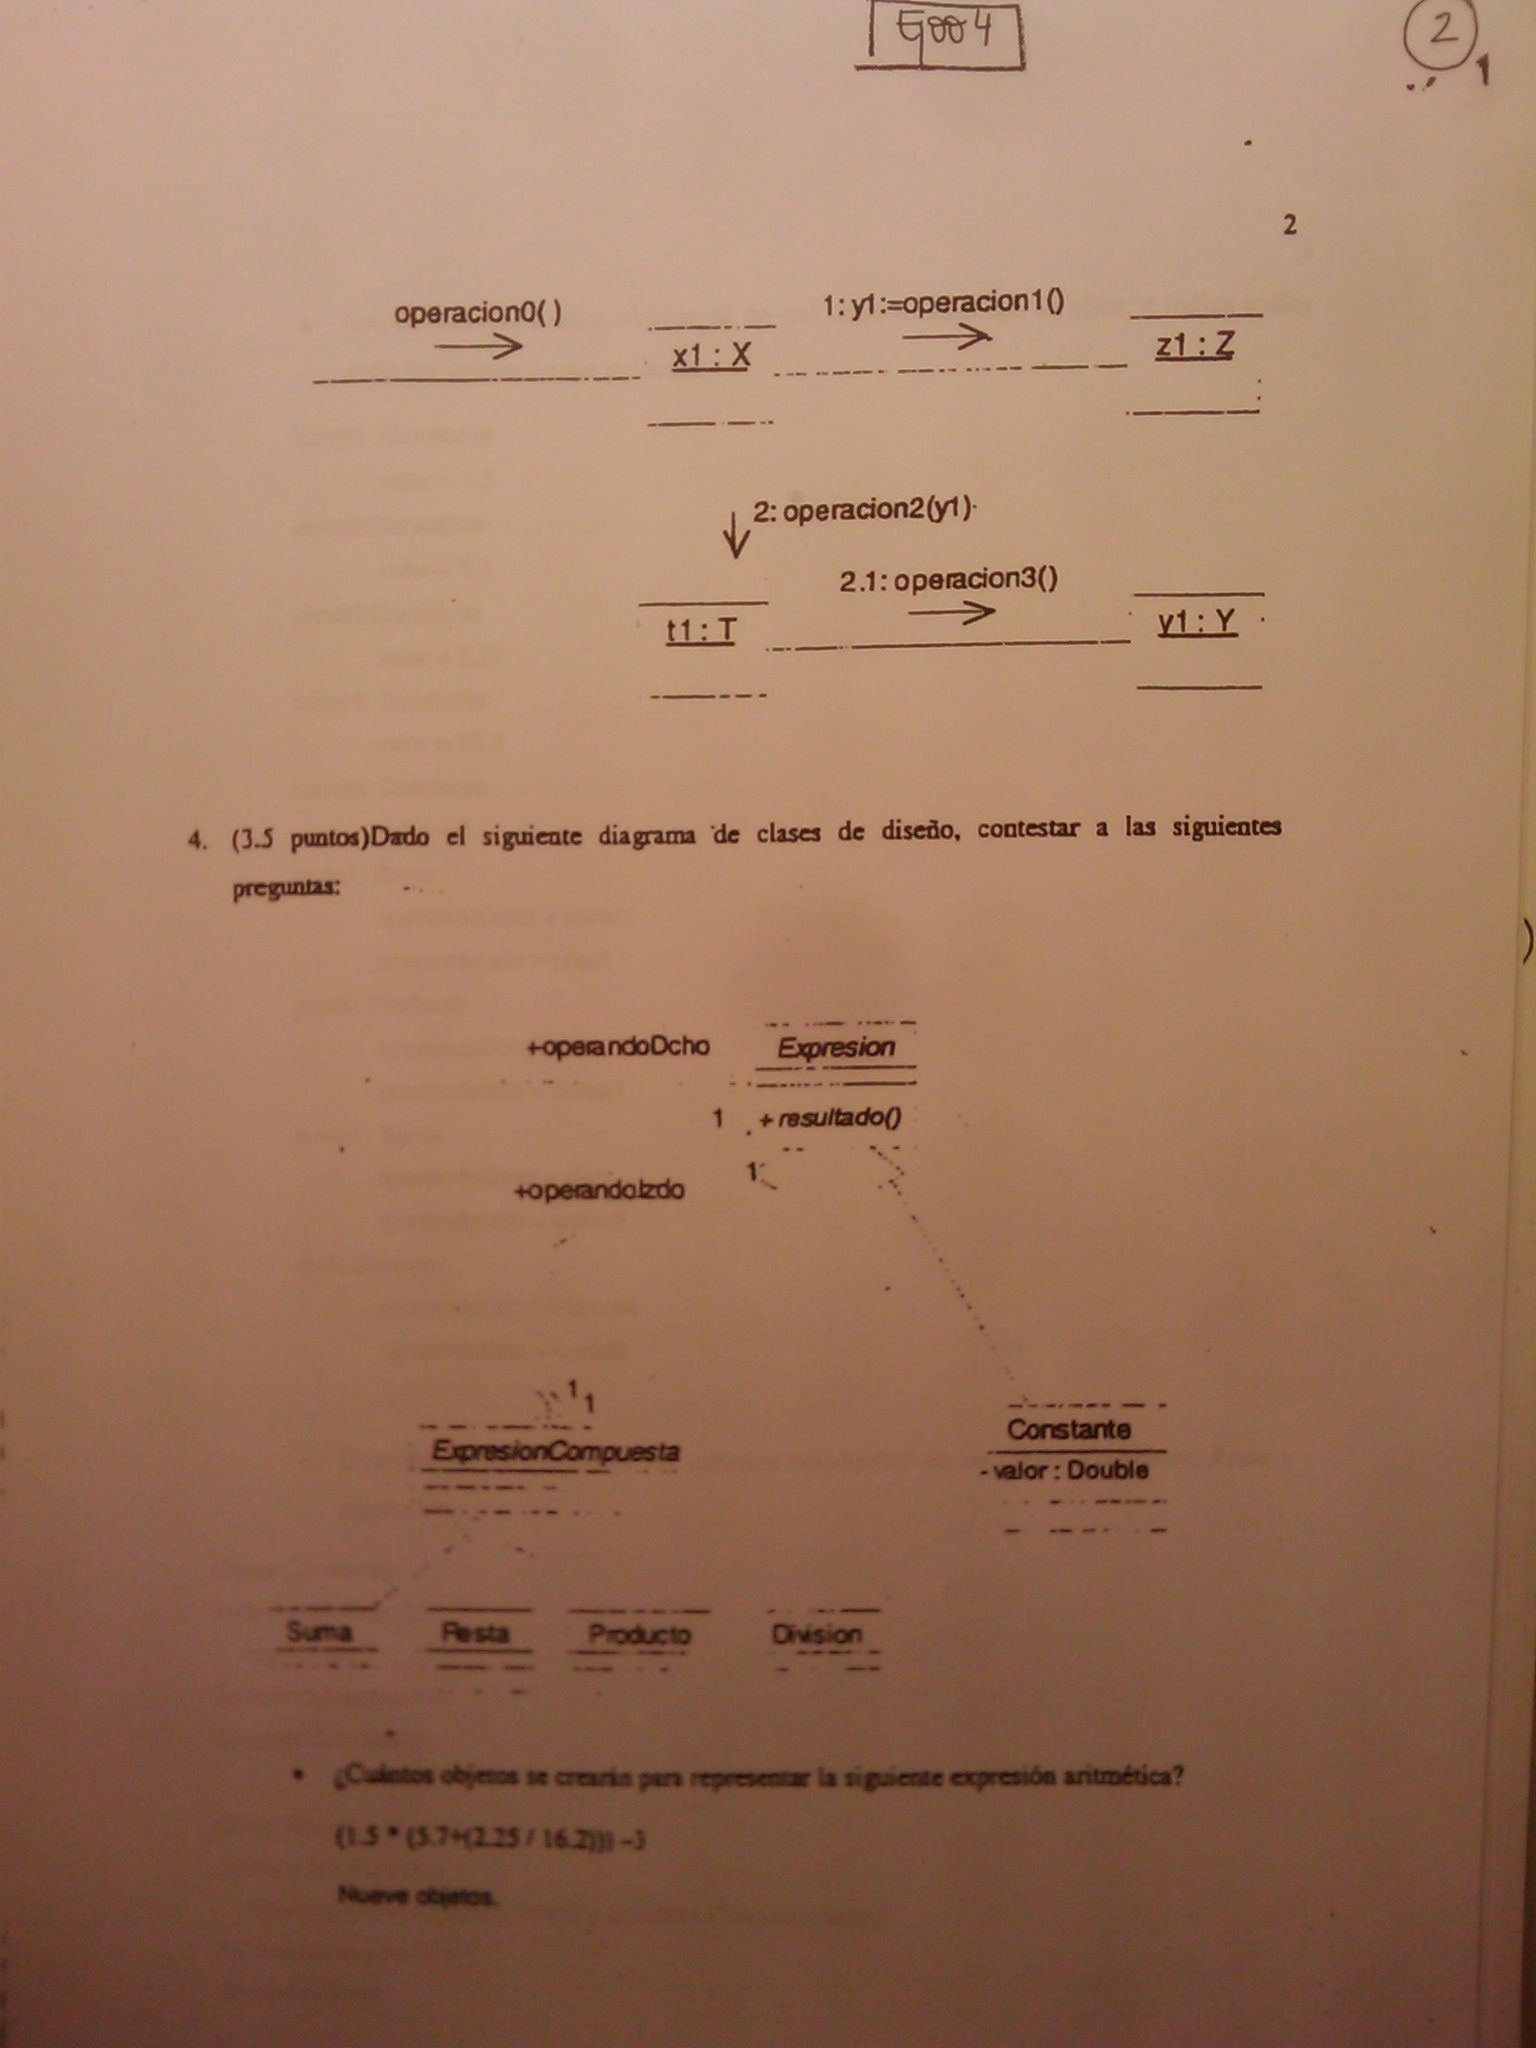 2
1
2
operacion0( )
1: y1:=operacion1()
x1 : X
z1 : Z
2: operacion2(y1)
2.1: operacion3()
t1 : T
y1 : Y
4. (3.5 puntos)Dado el siguiente diagrama de clases de diseño, contestar a las siguientes
preguntas:
+operandoDcho
Expresion
1
+ resultado()
1
+operandoIzdo
1
1
ExpresionCompuesta
Constante
- valor : Double
Suma
Resta
Producto
Division
• ¿Cuántos objetos se crearán para representar la siguiente expresión aritmética?
(1.5 * (5.7+(2.25 / 16.2))) –3
Nueve objetos.